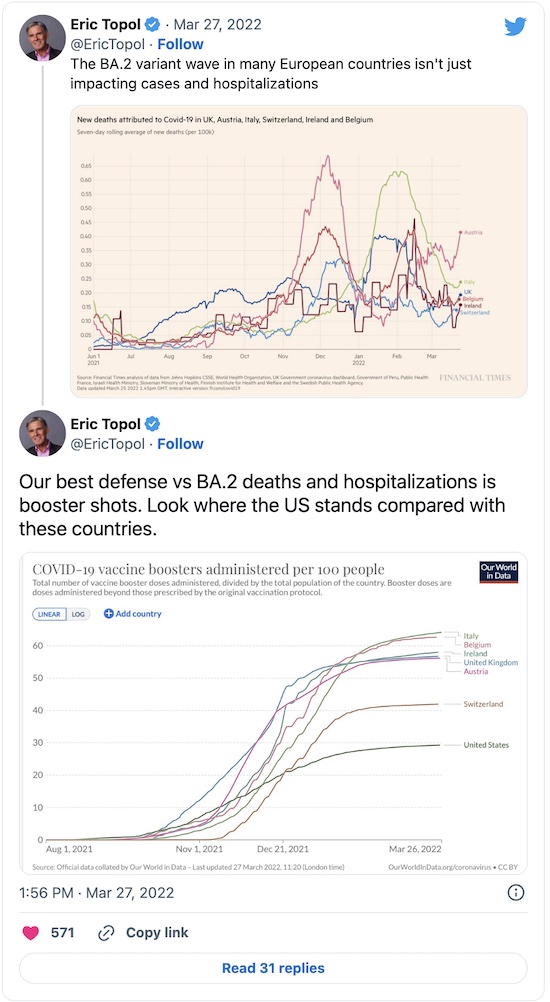 Eric Topol · Mar 27, 2022
@EricTopol · Follow
The BA.2 variant wave in many European countries isn't just
impacting cases and hospitalizations
New deaths attributed to Covid-19 in UK, Austria, Italy, Switzerland, Ireland and Belgium
Seven-day rolling average of new deaths (per 100k)
0.65
0.60
0.55
0.50
0.45
0.40
0.35
0.30
0.25
0.20
0.15
0.10
0.05
0
Austria
Italy
UK
Belgium
Ireland
Switzerland
Jun 1 Jul Aug Sep Oct Nov Dec Jan Feb Mar
2021 2022
Source: Financial Times analysis of data from Johns Hopkins CSSE, World Health Organization, UK Government coronavirus dashboard, Government of Peru, Public Health
France, Israeli Health Ministry, Slovenian Ministry of Health, Finnish Institute for Health and Welfare and the Swedish Public Health Agency.
Data updated March 25 2022 FINANCIAL TIMES
Eric Topol
@EricTopol · Follow
Our best defense vs BA.2 deaths and hospitalizations is
booster shots. Look where the US stands compared with
these countries.
COVID-19 vaccine boosters administered per 100 people
Total number of vaccine booster doses administered, divided by the total population of the country. Booster doses are
doses administered beyond those prescribed by the original vaccination protocol.
Our World
in Data
LINEAR LOG Add country
60
50
40
30
20
10
0
Italy
Belgium
Ireland
United Kingdom
Austria
Switzerland
United States
Aug 1, 2021 Nov 1, 2021 Dec 21, 2021 Mar 26, 2022
Source: Official data collated by Our World in Data – Last updated 27 March 2022, 11:20 (London time) OurWorldInData.org/coronavirus • CC BY
1:56 PM · Mar 27, 2022
571 Copy link
Read 31 replies